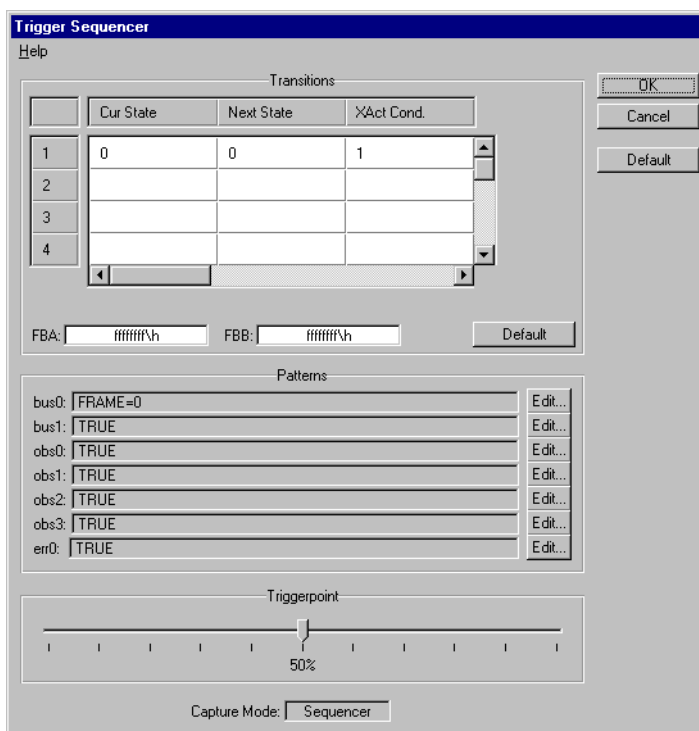 Trigger Sequencer
Help
Transitions
Cur State Next State XAct Cond.
1 0 0 1
2
3
4
FBA: ffffffff\h FBB: ffffffff\h Default
Patterns
bus0: FRAME=0 Edit...
bus1: TRUE Edit...
obs0: TRUE Edit...
obs1: TRUE Edit...
obs2: TRUE Edit...
obs3: TRUE Edit...
err0: TRUE Edit...
Triggerpoint
50%
Capture Mode: Sequencer
OK
Cancel
Default